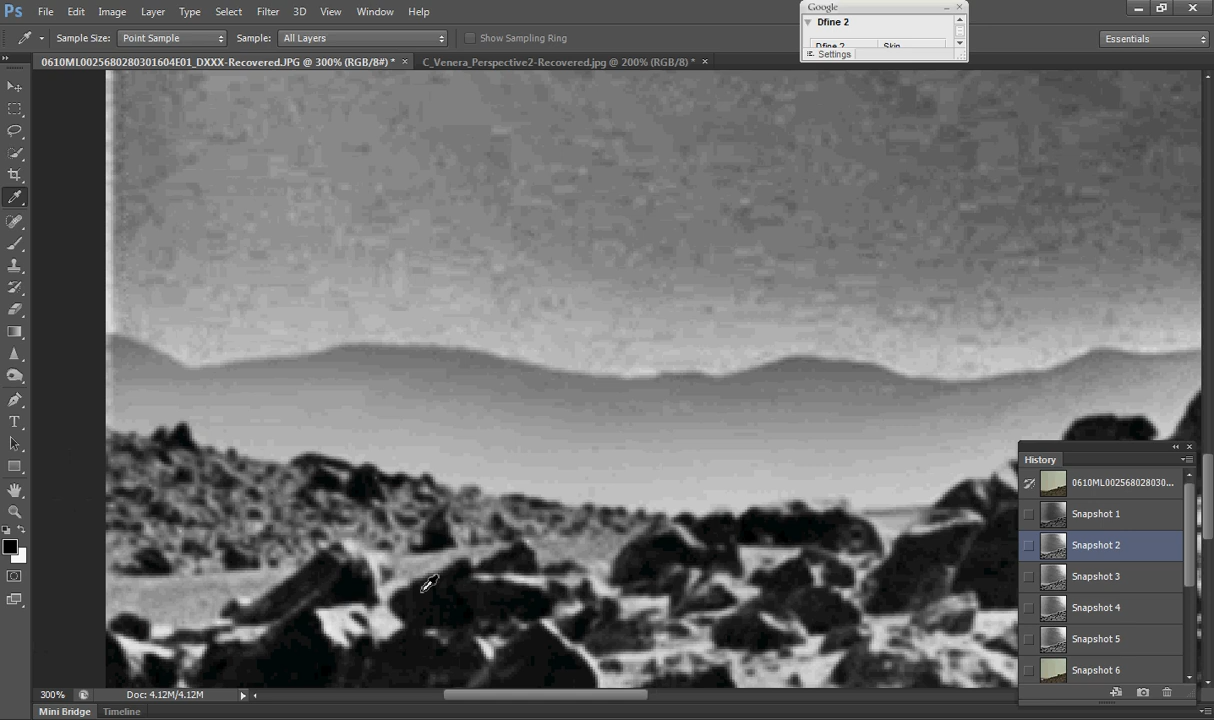 Ps File Edit Image Layer Type Select Filter 3D View Window Help
Google
Dfine 2
Dfine 2 Skin
Settings
Sample Size: Point Sample Sample: All Layers Show Sampling Ring Essentials
0610ML0025680280301604E01_DXXX-Recovered.JPG @ 300% (RGB/8#) * × C_Venera_Perspective2-Recovered.jpg @ 200% (RGB/8) * ×
History
0610ML002568028030...
Snapshot 1
Snapshot 2
Snapshot 3
Snapshot 4
Snapshot 5
Snapshot 6
300% Doc: 4.12M/4.12M
Mini Bridge Timeline